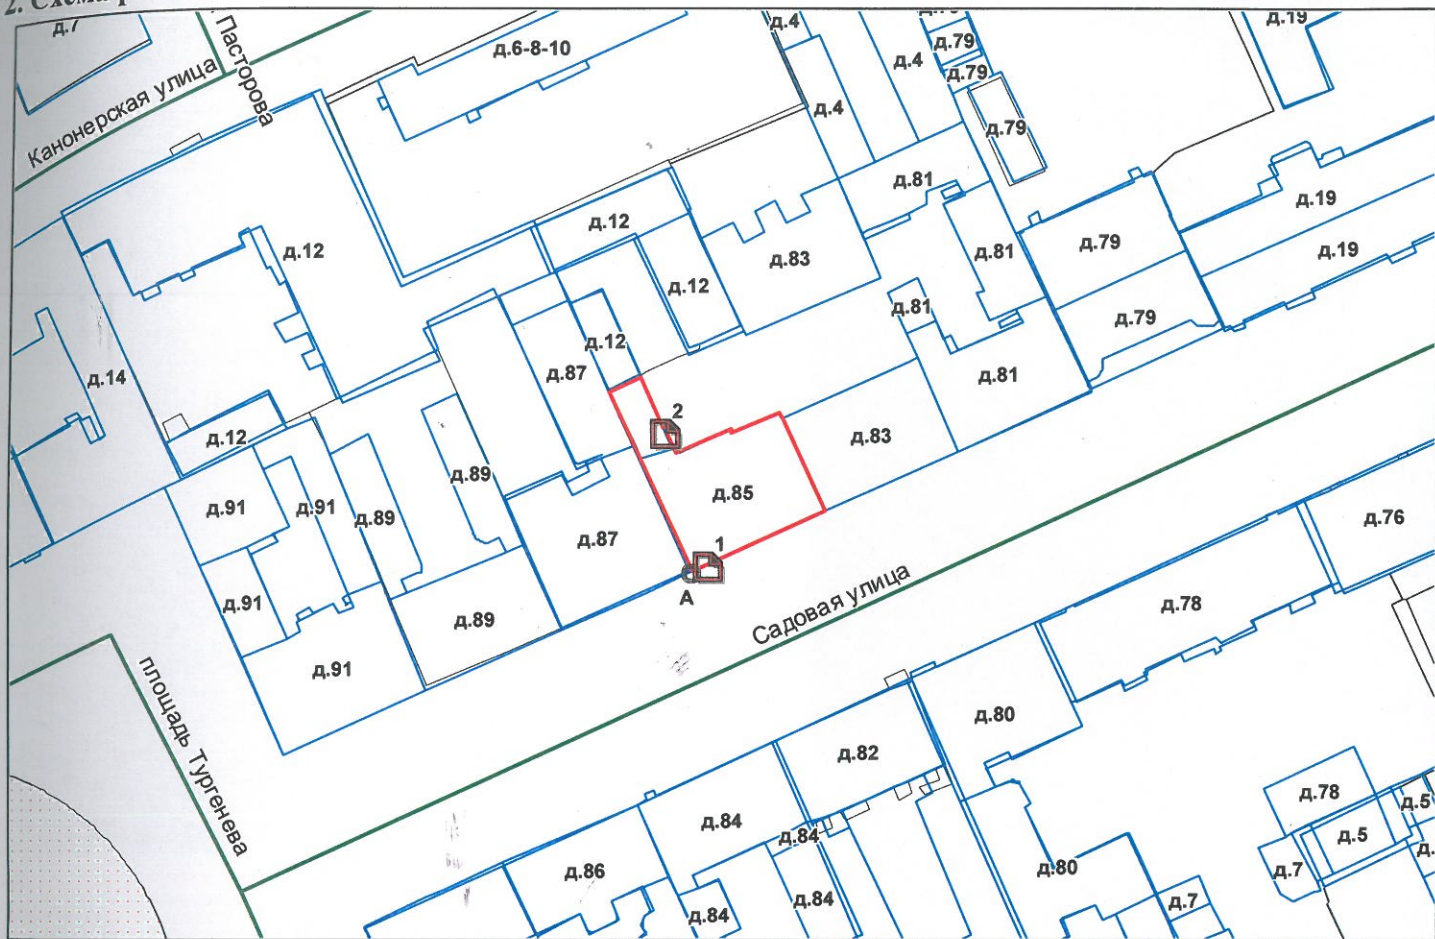 2. Схема р
д.7
Пасторова
Канонерская улица
д.6-8-10
д.4
д.4
д.79
д.79
д.19
д.4
д.79
д.81
д.12
д.12
д.83
д.81
д.79
д.19
д.19
д.12
д.81
д.79
д.14
д.87
д.12
д.81
2
д.83
д.12
д.89
д.91
д.91
д.89
д.85
д.76
д.87
1
А
д.91
д.89
Садовая улица
д.78
д.91
площадь Тургенева
д.80
д.82
д.84
д.84
д.78
д.5
д.5
д.86
д.80
д.7
д.84
д.84
д.7